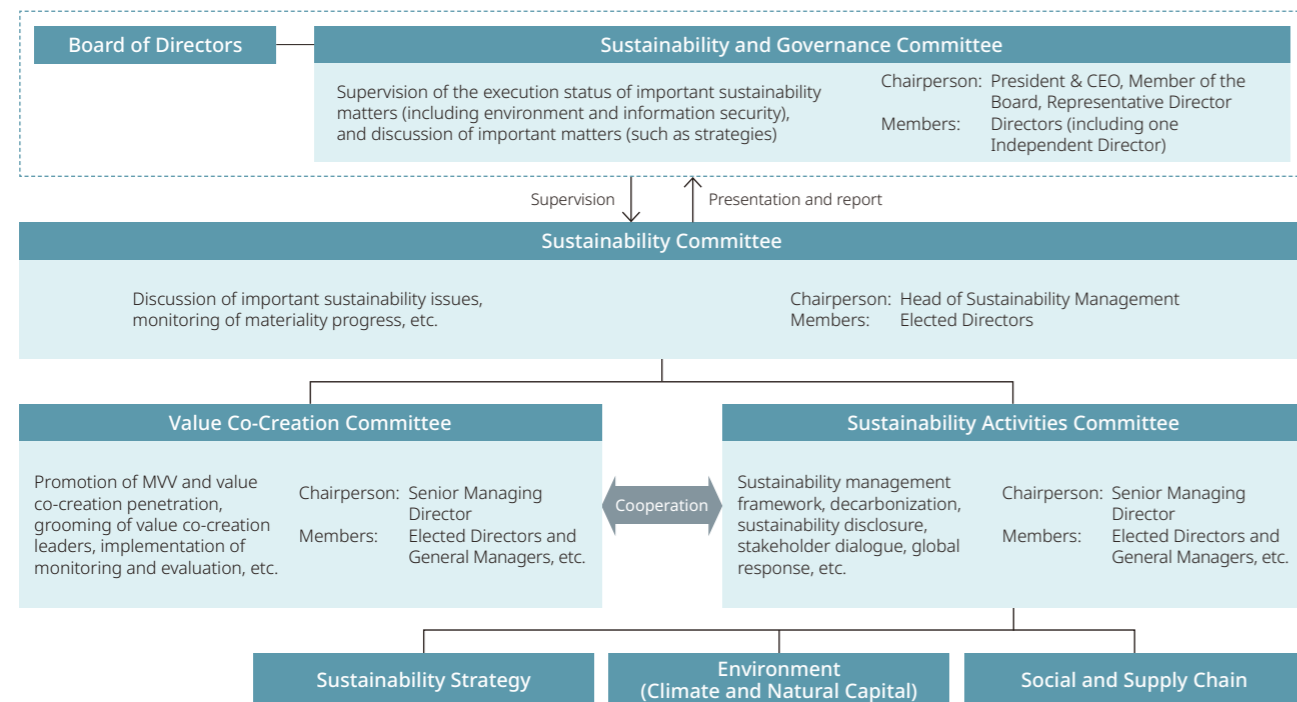 Board of Directors
Sustainability and Governance Committee
Supervision of the execution status of important sustainability
matters (including environment and information security),
and discussion of important matters (such as strategies)
Chairperson: President & CEO, Member of the
Board, Representative Director
Members: Directors (including one
Independent Director)
Supervision
Presentation and report
Sustainability Committee
Discussion of important sustainability issues,
monitoring of materiality progress, etc.
Chairperson: Head of Sustainability Management
Members: Elected Directors
Value Co-Creation Committee
Promotion of MVV and value
co-creation penetration,
grooming of value co-creation
leaders, implementation of
monitoring and evaluation, etc.
Chairperson: Senior Managing
Director
Members: Elected Directors and
General Managers, etc.
Cooperation
Sustainability Activities Committee
Sustainability management
framework, decarbonization,
sustainability disclosure,
stakeholder dialogue, global
response, etc.
Chairperson: Senior Managing
Director
Members: Elected Directors and
General Managers, etc.
Sustainability Strategy
Environment
(Climate and Natural Capital)
Social and Supply Chain